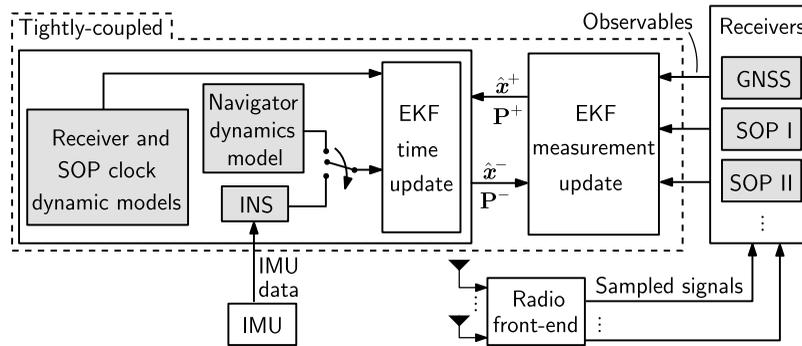 Tightly-coupled
Observables
Receivers
Receiver and
SOP clock
dynamic models
Navigator
dynamics
model
INS
EKF
time
update
x̂⁺
P⁺
x̂⁻
P⁻
EKF
measurement
update
GNSS
SOP I
SOP II
⋮
IMU
data
IMU
⋮
Radio
front-end
Sampled signals
⋮